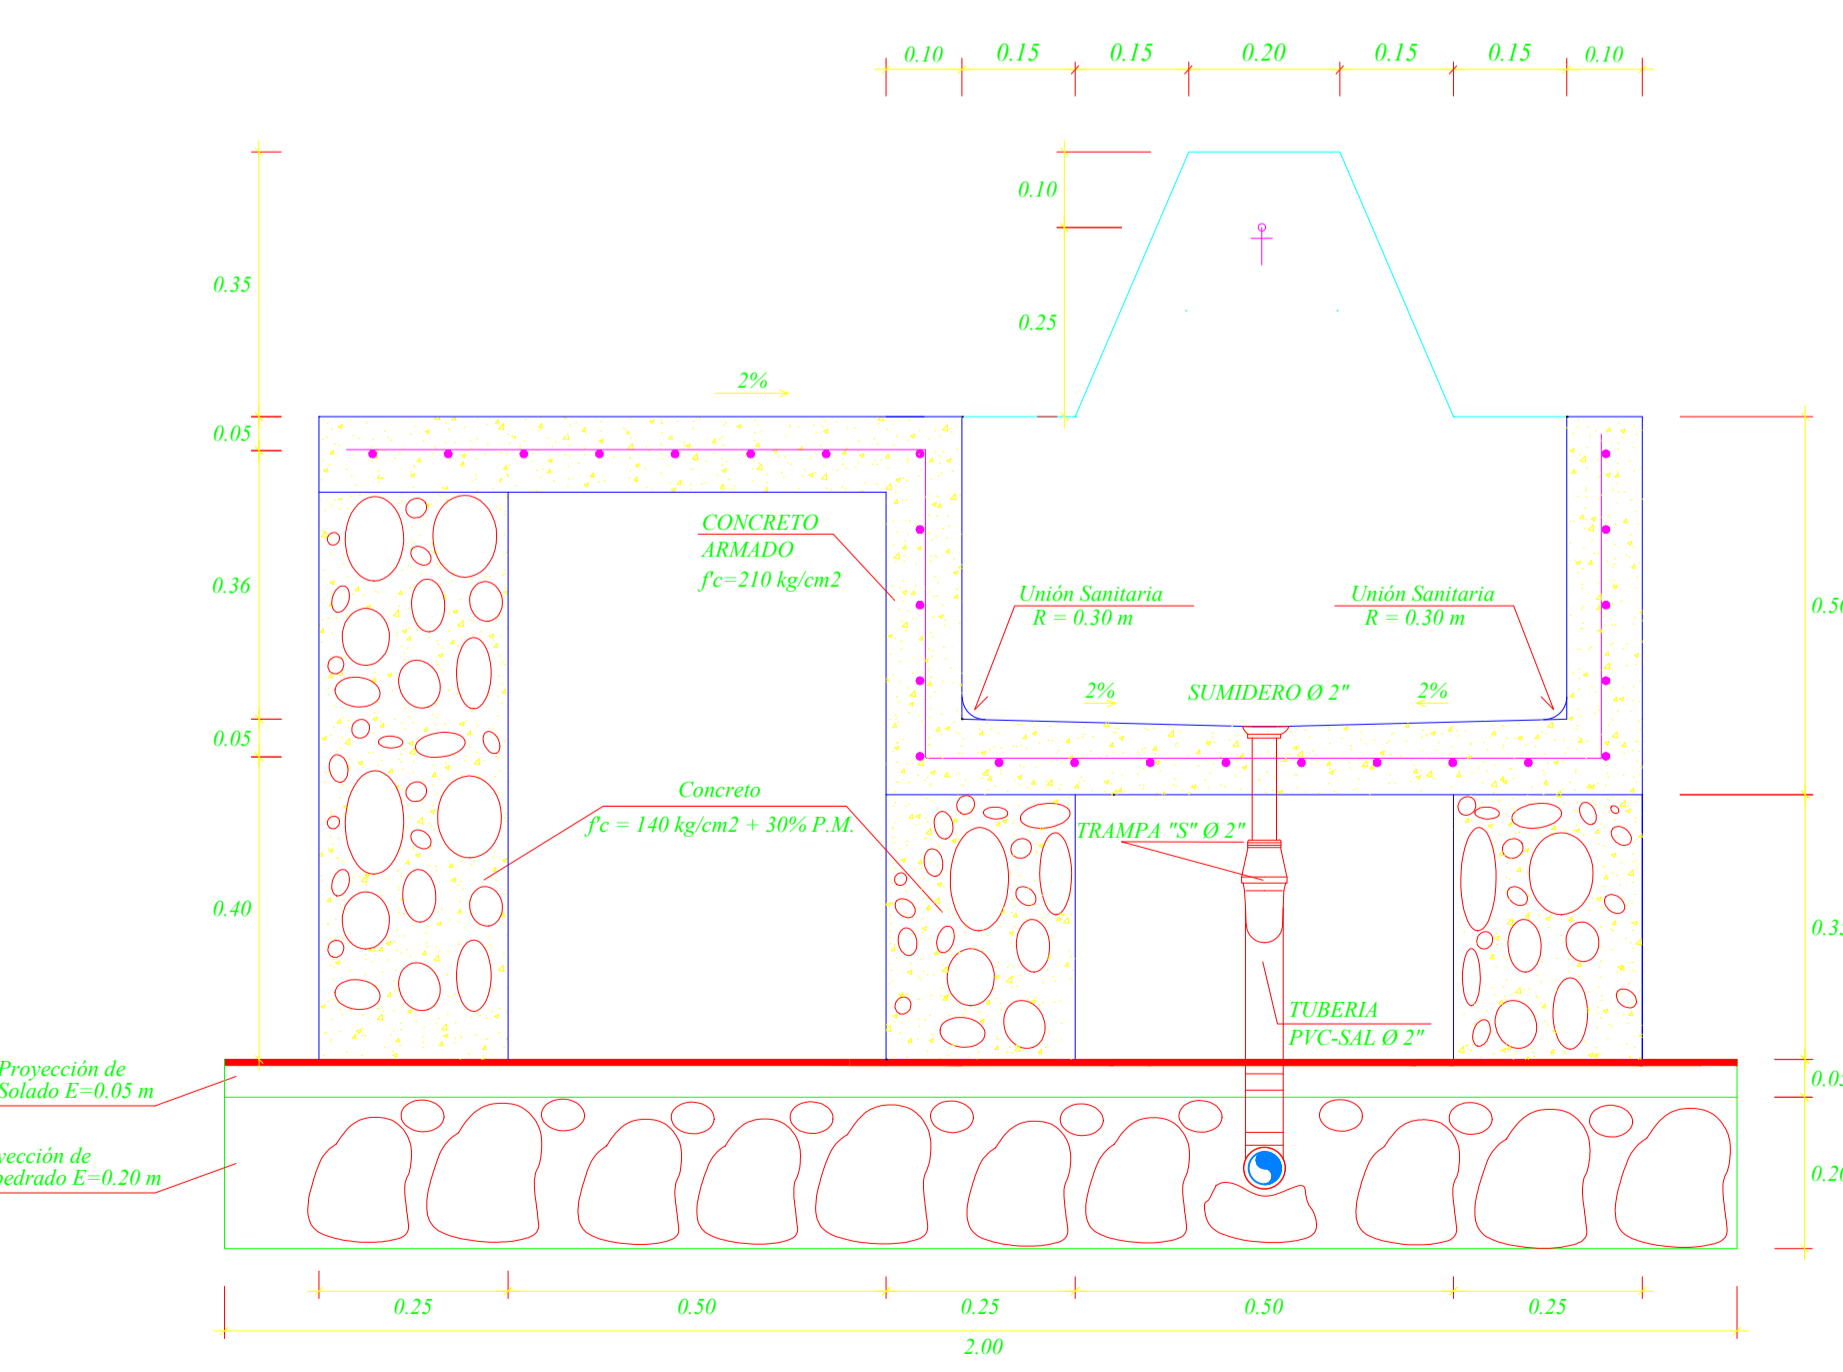 0.10 0.15 0.15 0.20 0.15 0.15 0.10
0.10
0.35
0.25
2%
0.05
CONCRETO
ARMADO
f'c=210 kg/cm2
0.36
Unión Sanitaria
R = 0.30 m
Unión Sanitaria
R = 0.30 m
2%
SUMIDERO Ø 2"
2%
0.05
Concreto
f'c = 140 kg/cm2 + 30% P.M.
TRAMPA "S" Ø 2"
0.40
TUBERIA
PVC-SAL Ø 2"
Proyección de
Solado E=0.05 m
de
E=0.20 m
0.25 0.50 0.25 0.50 0.25
2.00